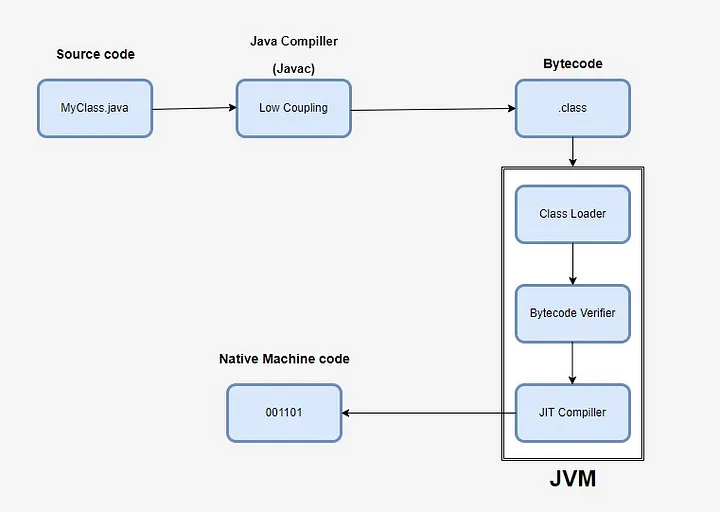 Source code
MyClass.java
Java Compiller
(Javac)
Low Coupling
Bytecode
.class
Class Loader
Bytecode Verifier
JIT Compiller
JVM
Native Machine code
001101